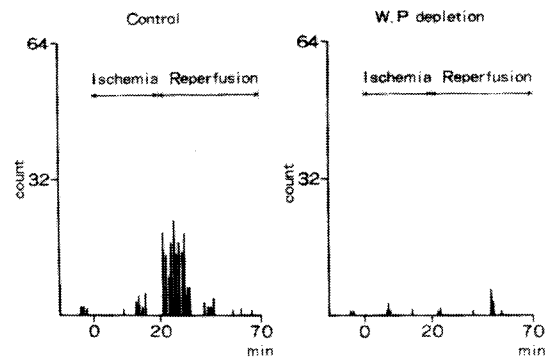 Control
64
Ischemia Reperfusion
count
32
0 20 70
min
W.P depletion
64
Ischemia Reperfusion
count
32
0 20 70
min